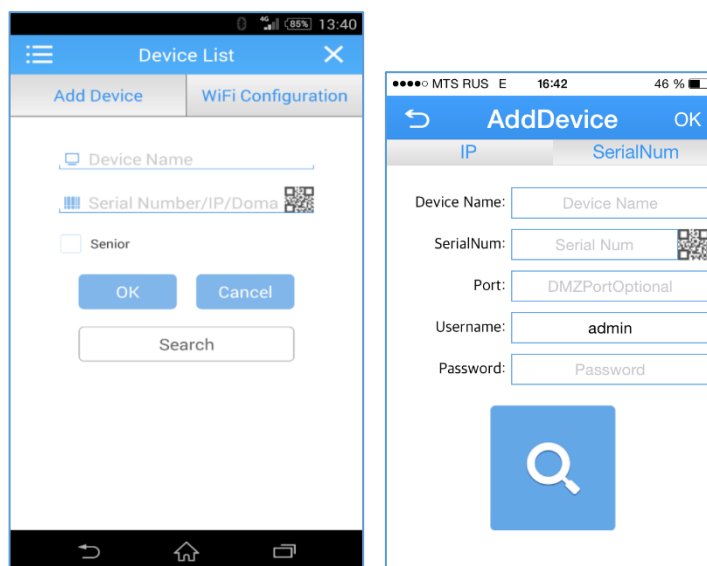 4G 85% 13:40
Device List
Add Device
WiFi Configuration
Device Name
Serial Number/IP/Doma
Senior
OK
Cancel
Search
MTS RUS E 16:42 46 %
AddDevice OK
IP
SerialNum
Device Name: Device Name
SerialNum: Serial Num
Port: DMZPortOptional
Username: admin
Password: Password